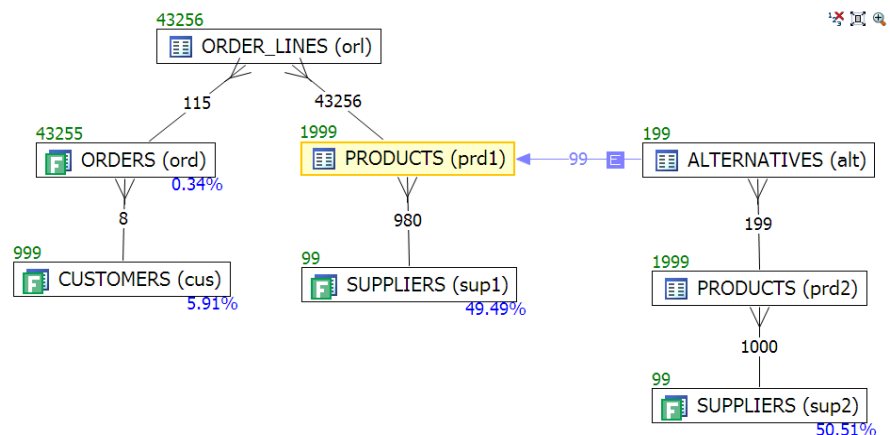 43256
ORDER_LINES (orl)
115
43256
43255
F ORDERS (ord)
0.34%
1999
PRODUCTS (prd1)
99
E
199
ALTERNATIVES (alt)
8
980
199
999
F CUSTOMERS (cus)
5.91%
99
F SUPPLIERS (sup1)
49.49%
1999
PRODUCTS (prd2)
1000
99
F SUPPLIERS (sup2)
50.51%